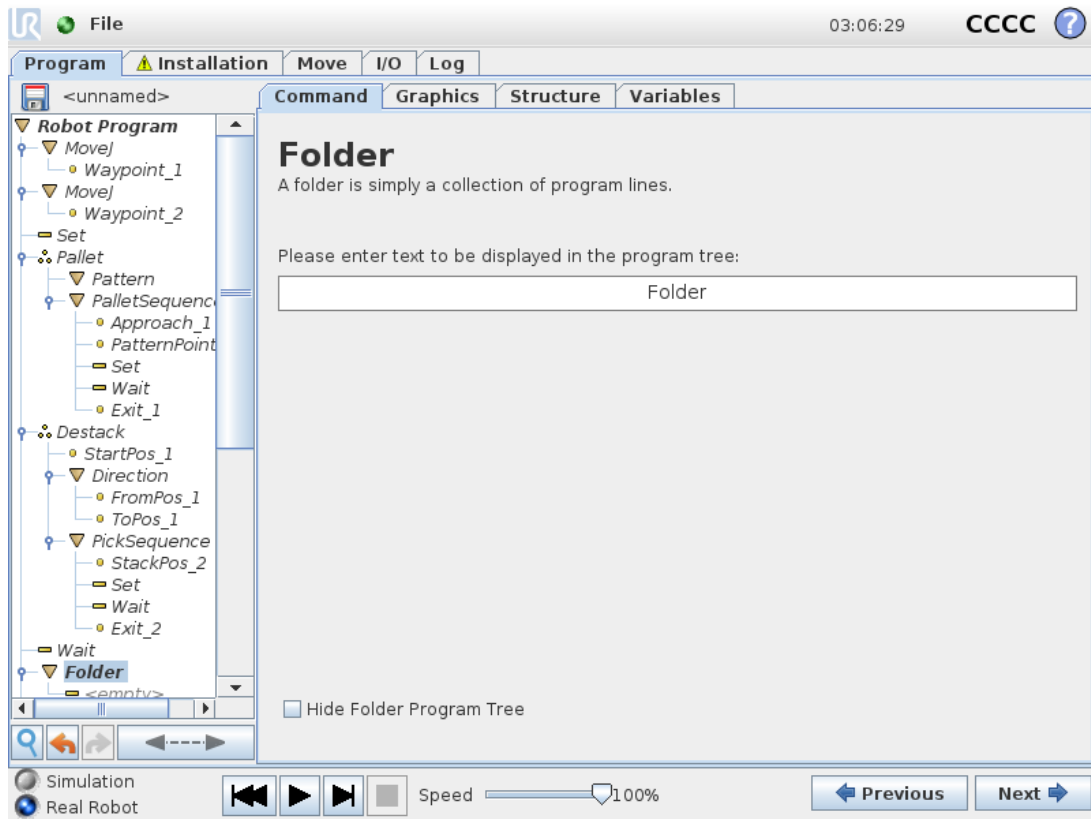 UR File 03:06:29 CCCC ?
Program Installation Move I/O Log
<unnamed> Command Graphics Structure Variables
Robot Program
MoveJ
Waypoint_1
MoveJ
Waypoint_2
Set
Pallet
Pattern
PalletSequenc
Approach_1
PatternPoint
Set
Wait
Exit_1
Destack
StartPos_1
Direction
FromPos_1
ToPos_1
PickSequence
StackPos_2
Set
Wait
Exit_2
Wait
Folder
<empty>
Folder
A folder is simply a collection of program lines.
Please enter text to be displayed in the program tree:
Folder
Hide Folder Program Tree
Simulation
Real Robot
Speed 100%
Previous Next